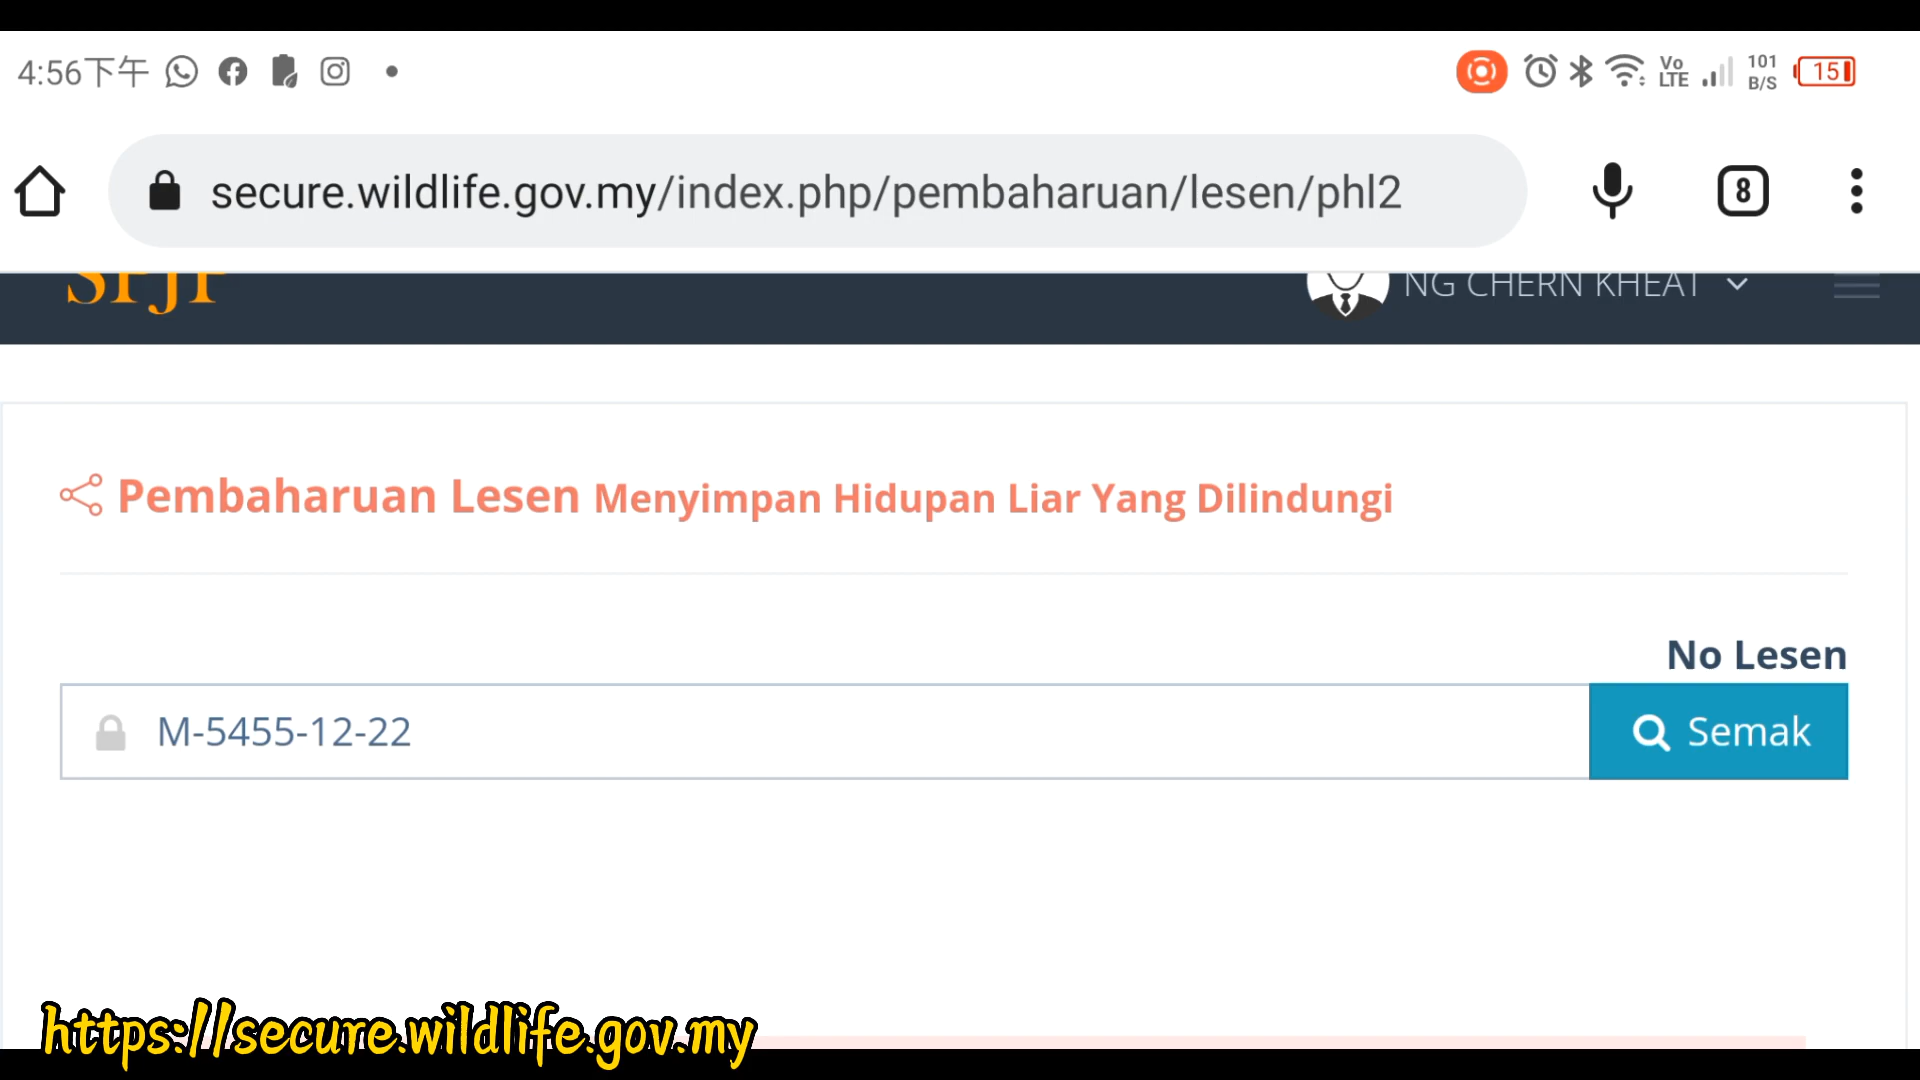 4:56下午
Vo LTE 101 B/S 15
secure.wildlife.gov.my/index.php/pembaharuan/lesen/phl2
8
NG CHERN KHEAT
Pembaharuan Lesen Menyimpan Hidupan Liar Yang Dilindungi
No Lesen
M-5455-12-22
Semak
https://secure.wildlife.gov.my